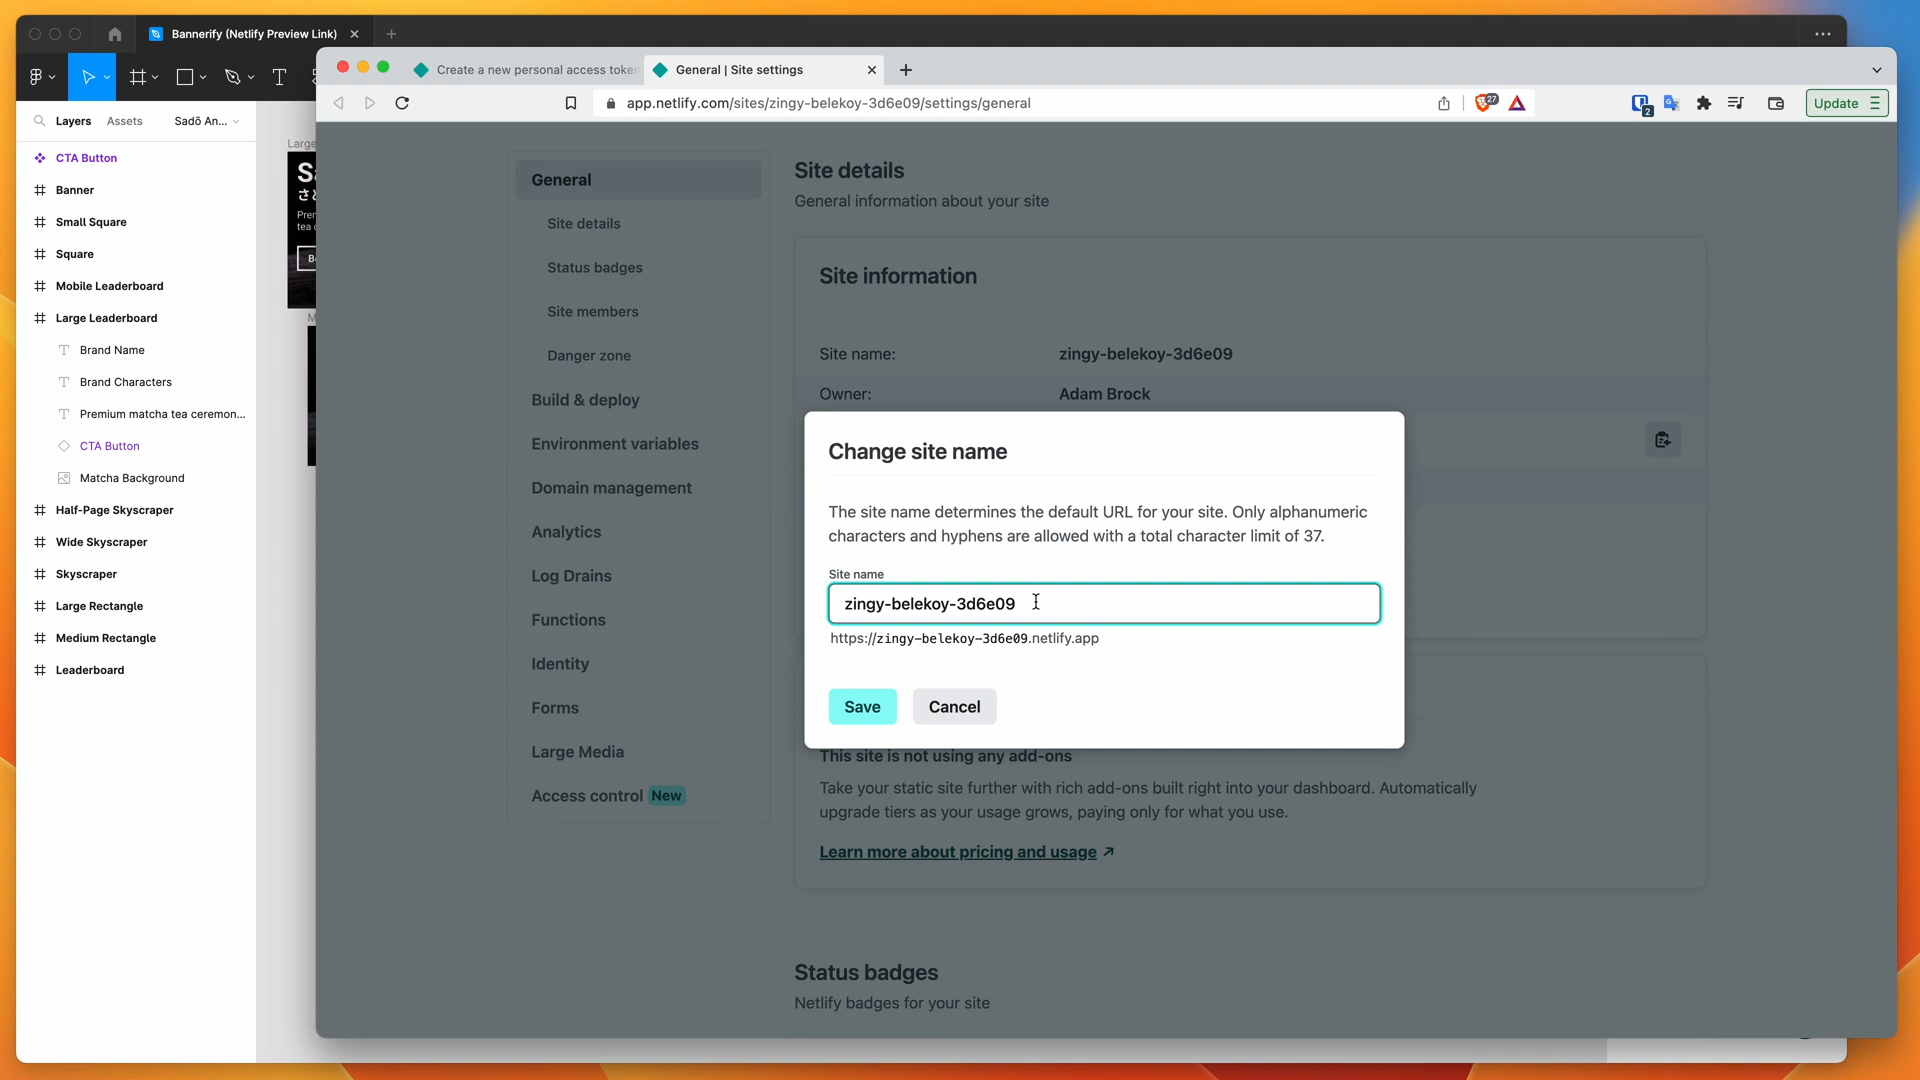 Bannerify (Netlify Preview Link)
Layers
Assets
Sadō An...
CTA Button
Banner
Small Square
Square
Mobile Leaderboard
Large Leaderboard
Brand Name
Brand Characters
Premium matcha tea ceremon...
CTA Button
Matcha Background
Half-Page Skyscraper
Wide Skyscraper
Skyscraper
Large Rectangle
Medium Rectangle
Leaderboard
Large
Create a new personal access token
General | Site settings
app.netlify.com/sites/zingy-belekoy-3d6e09/settings/general
27
2
Update
General
Site details
Status badges
Site members
Danger zone
Build & deploy
Environment variables
Domain management
Analytics
Log Drains
Functions
Identity
Forms
Large Media
Access control New
Site details
General information about your site
Site information
Site name: zingy-belekoy-3d6e09
Owner: Adam Brock
Change site name
The site name determines the default URL for your site. Only alphanumeric
characters and hyphens are allowed with a total character limit of 37.
Site name
zingy-belekoy-3d6e09
https://zingy-belekoy-3d6e09.netlify.app
Save
Cancel
This site is not using any add-ons
Take your static site further with rich add-ons built right into your dashboard. Automatically
upgrade tiers as your usage grows, paying only for what you use.
Learn more about pricing and usage
Status badges
Netlify badges for your site